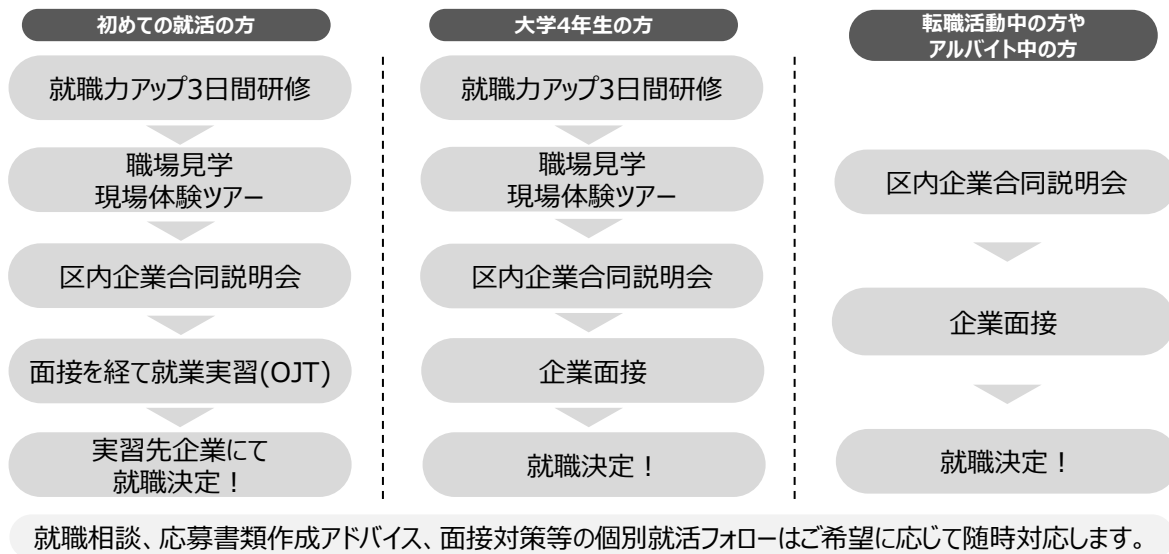 初めての就活の方
就職力アップ3日間研修
職場見学
現場体験ツアー
区内企業合同説明会
面接を経て就業実習(OJT)
実習先企業にて
就職決定！
大学4年生の方
就職力アップ3日間研修
職場見学
現場体験ツアー
区内企業合同説明会
企業面接
就職決定！
転職活動中の方や
アルバイト中の方
区内企業合同説明会
企業面接
就職決定！
就職相談、応募書類作成アドバイス、面接対策等の個別就活フォローはご希望に応じて随時対応します。